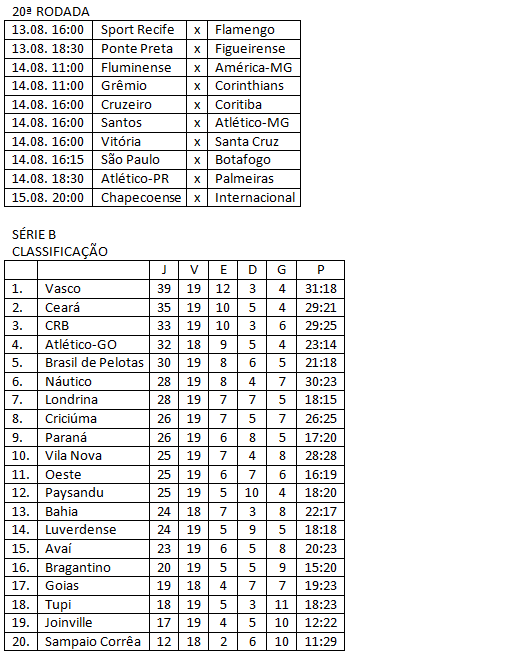 20ª RODADA
13.08. 16:00 Sport Recife x Flamengo
13.08. 18:30 Ponte Preta x Figueirense
14.08. 11:00 Fluminense x América-MG
14.08. 11:00 Grêmio x Corinthians
14.08. 16:00 Cruzeiro x Coritiba
14.08. 16:00 Santos x Atlético-MG
14.08. 16:00 Vitória x Santa Cruz
14.08. 16:15 São Paulo x Botafogo
14.08. 18:30 Atlético-PR x Palmeiras
15.08. 20:00 Chapecoense x Internacional
SÉRIE B
CLASSIFICAÇÃO
J V E D G P
1. Vasco 39 19 12 3 4 31:18
2. Ceará 35 19 10 5 4 29:21
3. CRB 33 19 10 3 6 29:25
4. Atlético-GO 32 18 9 5 4 23:14
5. Brasil de Pelotas 30 19 8 6 5 21:18
6. Náutico 28 19 8 4 7 30:23
7. Londrina 28 19 7 7 5 18:15
8. Criciúma 26 19 7 5 7 26:25
9. Paraná 26 19 6 8 5 17:20
10. Vila Nova 25 19 7 4 8 28:28
11. Oeste 25 19 6 7 6 16:19
12. Paysandu 25 19 5 10 4 18:20
13. Bahia 24 18 7 3 8 22:17
14. Luverdense 24 19 5 9 5 18:18
15. Avaí 23 19 6 5 8 20:23
16. Bragantino 20 19 5 5 9 15:20
17. Goias 19 18 4 7 7 19:23
18. Tupi 18 19 5 3 11 18:23
19. Joinville 17 19 4 5 10 12:22
20. Sampaio Corrêa 12 18 2 6 10 11:29